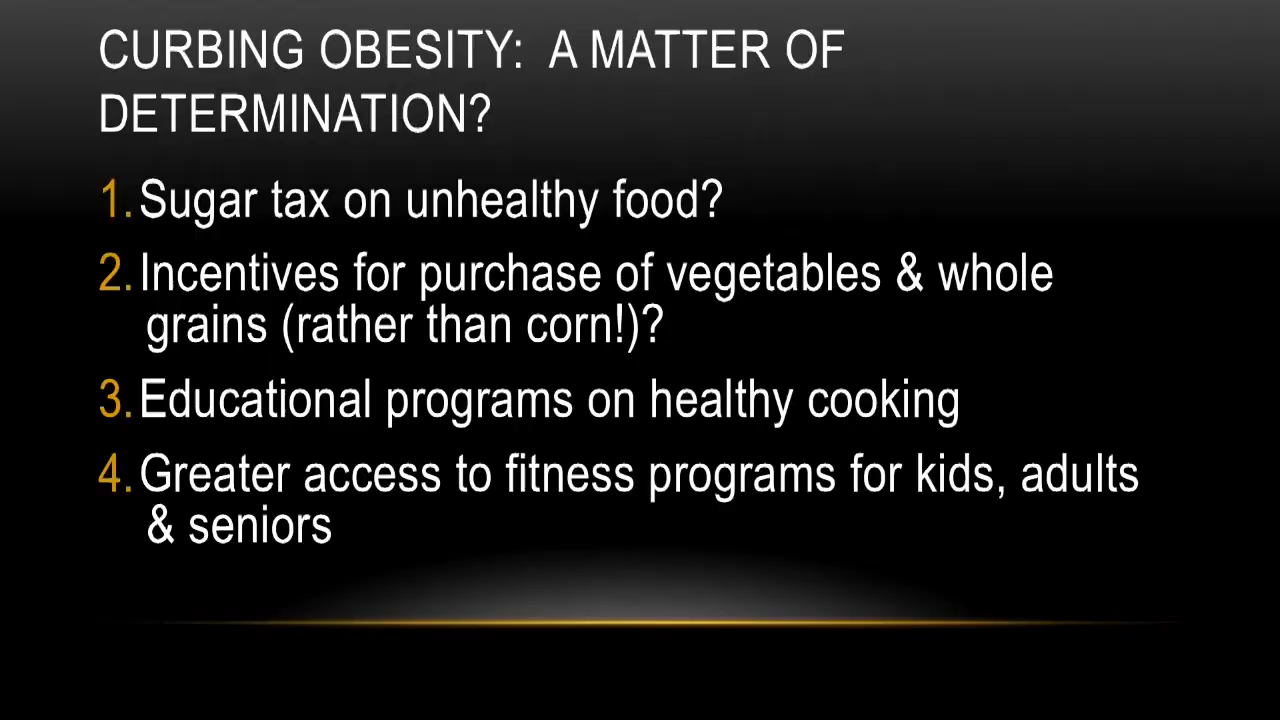 CURBING OBESITY:  A MATTER OF
DETERMINATION?
1. Sugar tax on unhealthy food?
2. Incentives for purchase of vegetables & whole
grains (rather than corn!)?
3. Educational programs on healthy cooking
4. Greater access to fitness programs for kids, adults
& seniors